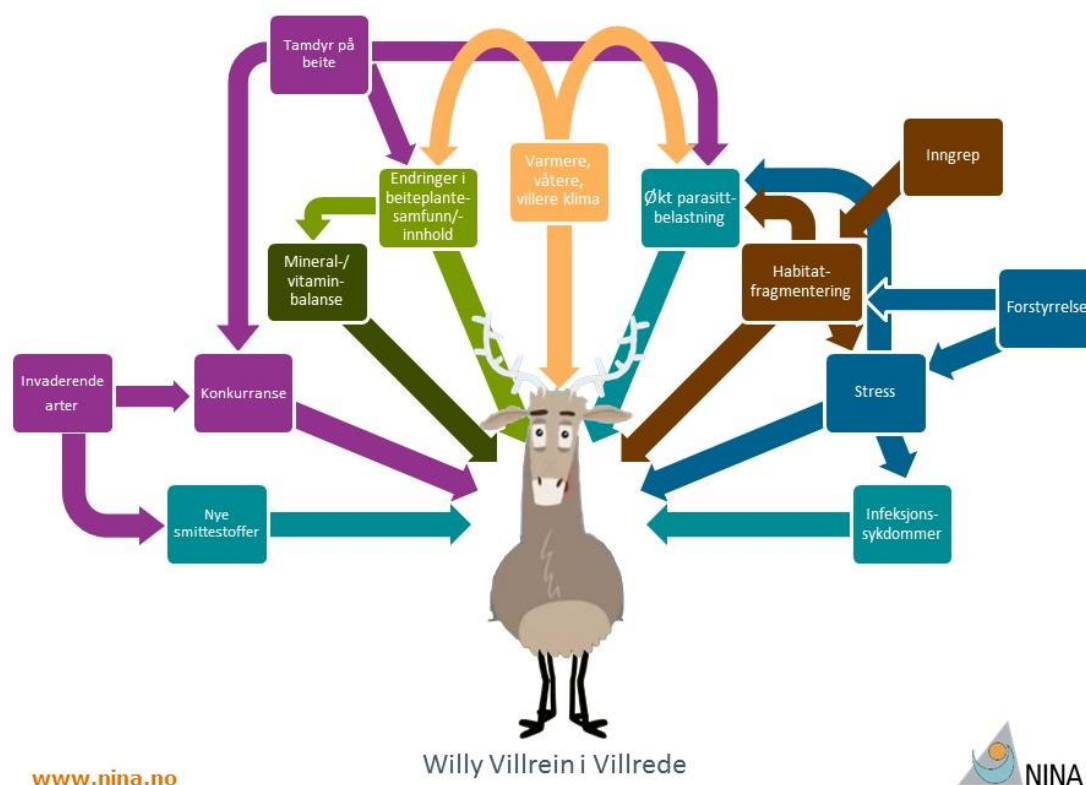 Tamdyr på
beite
Endringer i
beiteplante-
samfunn/-
innhold
Varmere,
våtere,
villere klima
Økt parasitt-
belastning
Inngrep
Mineral-/
vitamin-
balanse
Habitat-
fragmentering
Forstyrrelse
Invaderende
arter
Konkurranse
Stress
Nye
smittestoffer
Infeksjons-
sykdommer
Willy Villrein i Villrede
www.nina.no
NINA